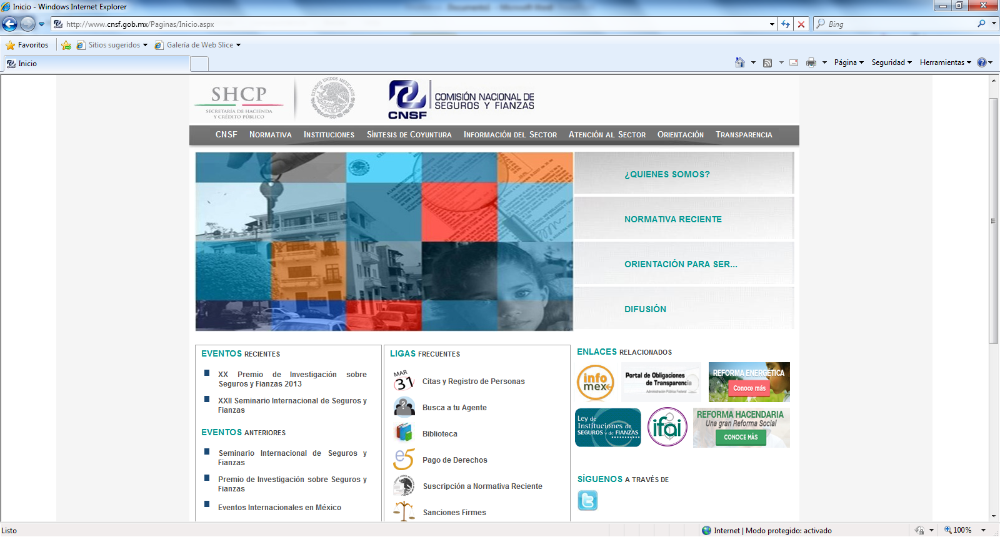 Inicio - Windows Internet Explorer
http://www.cnsf.gob.mx/Paginas/Inicio.aspx
Bing
Favoritos
Sitios sugeridos
Galería de Web Slice
Inicio
Página
Seguridad
Herramientas
SHCP
SECRETARÍA DE HACIENDA
Y CRÉDITO PÚBLICO
ESTADOS UNIDOS MEXICANOS
CNSF
COMISIÓN NACIONAL DE
SEGUROS Y FIANZAS
CNSF
NORMATIVA
INSTITUCIONES
SÍNTESIS DE COYUNTURA
INFORMACIÓN DEL SECTOR
ATENCIÓN AL SECTOR
ORIENTACIÓN
TRANSPARENCIA
¿QUIENES SOMOS?
NORMATIVA RECIENTE
ORIENTACIÓN PARA SER...
DIFUSIÓN
EVENTOS RECIENTES
XX Premio de Investigación sobre
Seguros y Fianzas 2013
XXII Seminario Internacional de Seguros y
Fianzas
EVENTOS ANTERIORES
Seminario Internacional de Seguros y
Fianzas
Premio de Investigación sobre Seguros y
Fianzas
Eventos Internacionales en México
LIGAS FRECUENTES
MAR
31
Citas y Registro de Personas
Busca a tu Agente
Biblioteca
e5
Pago de Derechos
Suscripción a Normativa Reciente
Sanciones Firmes
ENLACES RELACIONADOS
info
mex
Portal de Obligaciones
de Transparencia
Administración Pública Federal
REFORMA ENERGÉTICA
Conoce más
Ley de
Instituciones de
SEGUROS y de FIANZAS
ifai
REFORMA HACENDARIA
Una gran Reforma Social
CONOCE MÁS
SÍGUENOS A TRAVÉS DE
Listo
Internet | Modo protegido: activado
100%